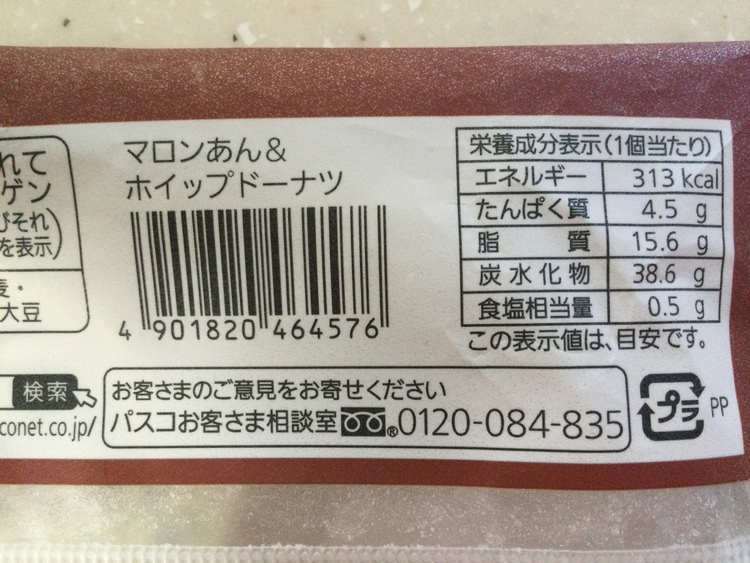 れて
ゲン
びそれ
を表示)
麦・
大豆
マロンあん&
ホイップドーナツ
4 901820 464576
栄養成分表示(1個当たり)
エネルギー 313 kcal
たんぱく質 4.5 g
脂 質 15.6 g
炭水化物 38.6 g
食塩相当量 0.5 g
この表示値は、目安です。
検索
conet.co.jp/
お客さまのご意見をお寄せください
パスコお客さま相談室 ® 0120-084-835
プラ PP